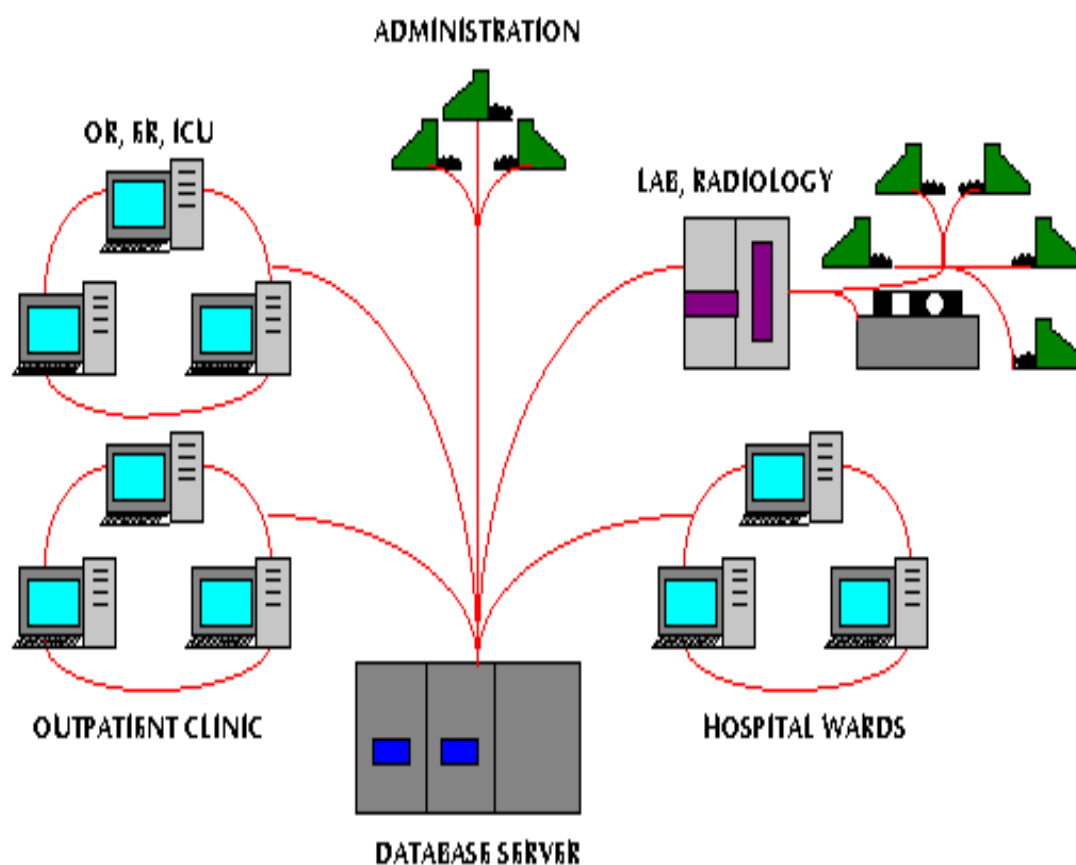 ADMINISTRATION
OR, ER, ICU
LAB, RADIOLOGY
OUTPATIENT CLINIC
HOSPITAL WARDS
DATABASE SERVER